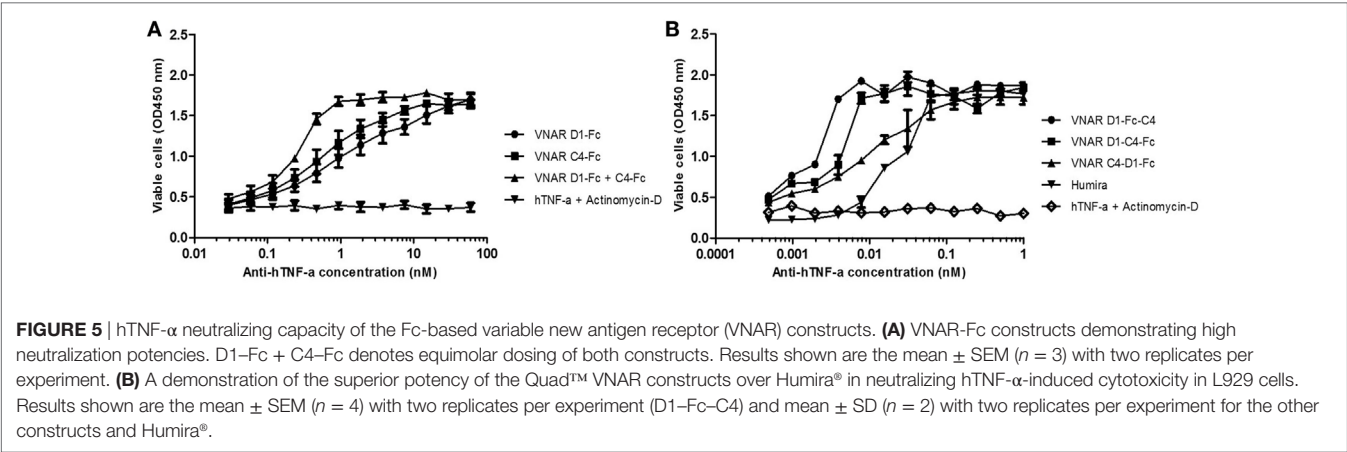 A
Viable cells (OD450 nm)
2.0
1.5
1.0
0.5
0.0
0.01
0.1
1
10
100
Anti-hTNF-a concentration (nM)
VNAR D1-Fc
VNAR C4-Fc
VNAR D1-Fc + C4-Fc
hTNF-a + Actinomycin-D
B
Viable cells (OD450 nm)
2.5
2.0
1.5
1.0
0.5
0.0
0.0001
0.001
0.01
0.1
1
Anti-hTNF-a concentration (nM)
VNAR D1-Fc-C4
VNAR D1-C4-Fc
VNAR C4-D1-Fc
Humira
hTNF-a + Actinomycin-D
FIGURE 5 | hTNF-α neutralizing capacity of the Fc-based variable new antigen receptor (VNAR) constructs. (A) VNAR-Fc constructs demonstrating high
neutralization potencies. D1–Fc + C4–Fc denotes equimolar dosing of both constructs. Results shown are the mean ± SEM (n = 3) with two replicates per
experiment. (B) A demonstration of the superior potency of the Quad™ VNAR constructs over Humira® in neutralizing hTNF-α-induced cytotoxicity in L929 cells.
Results shown are the mean ± SEM (n = 4) with two replicates per experiment (D1–Fc–C4) and mean ± SD (n = 2) with two replicates per experiment for the other
constructs and Humira®.